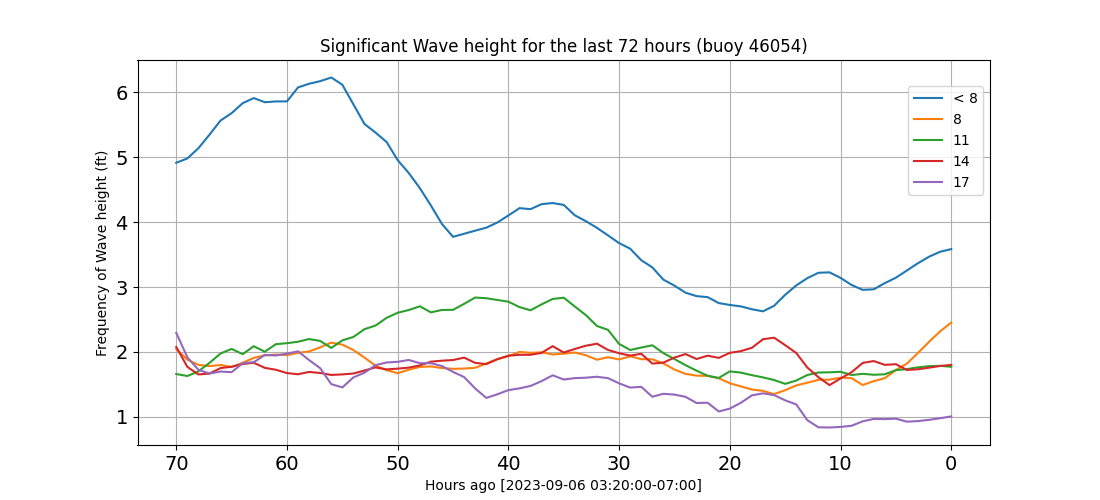 Significant Wave height for the last 72 hours (buoy 46054)
Frequency of Wave height (ft)
6
5
4
3
2
1
< 8
8
11
14
17
70 60 50 40 30 20 10 0
Hours ago [2023-09-06 03:20:00-07:00]